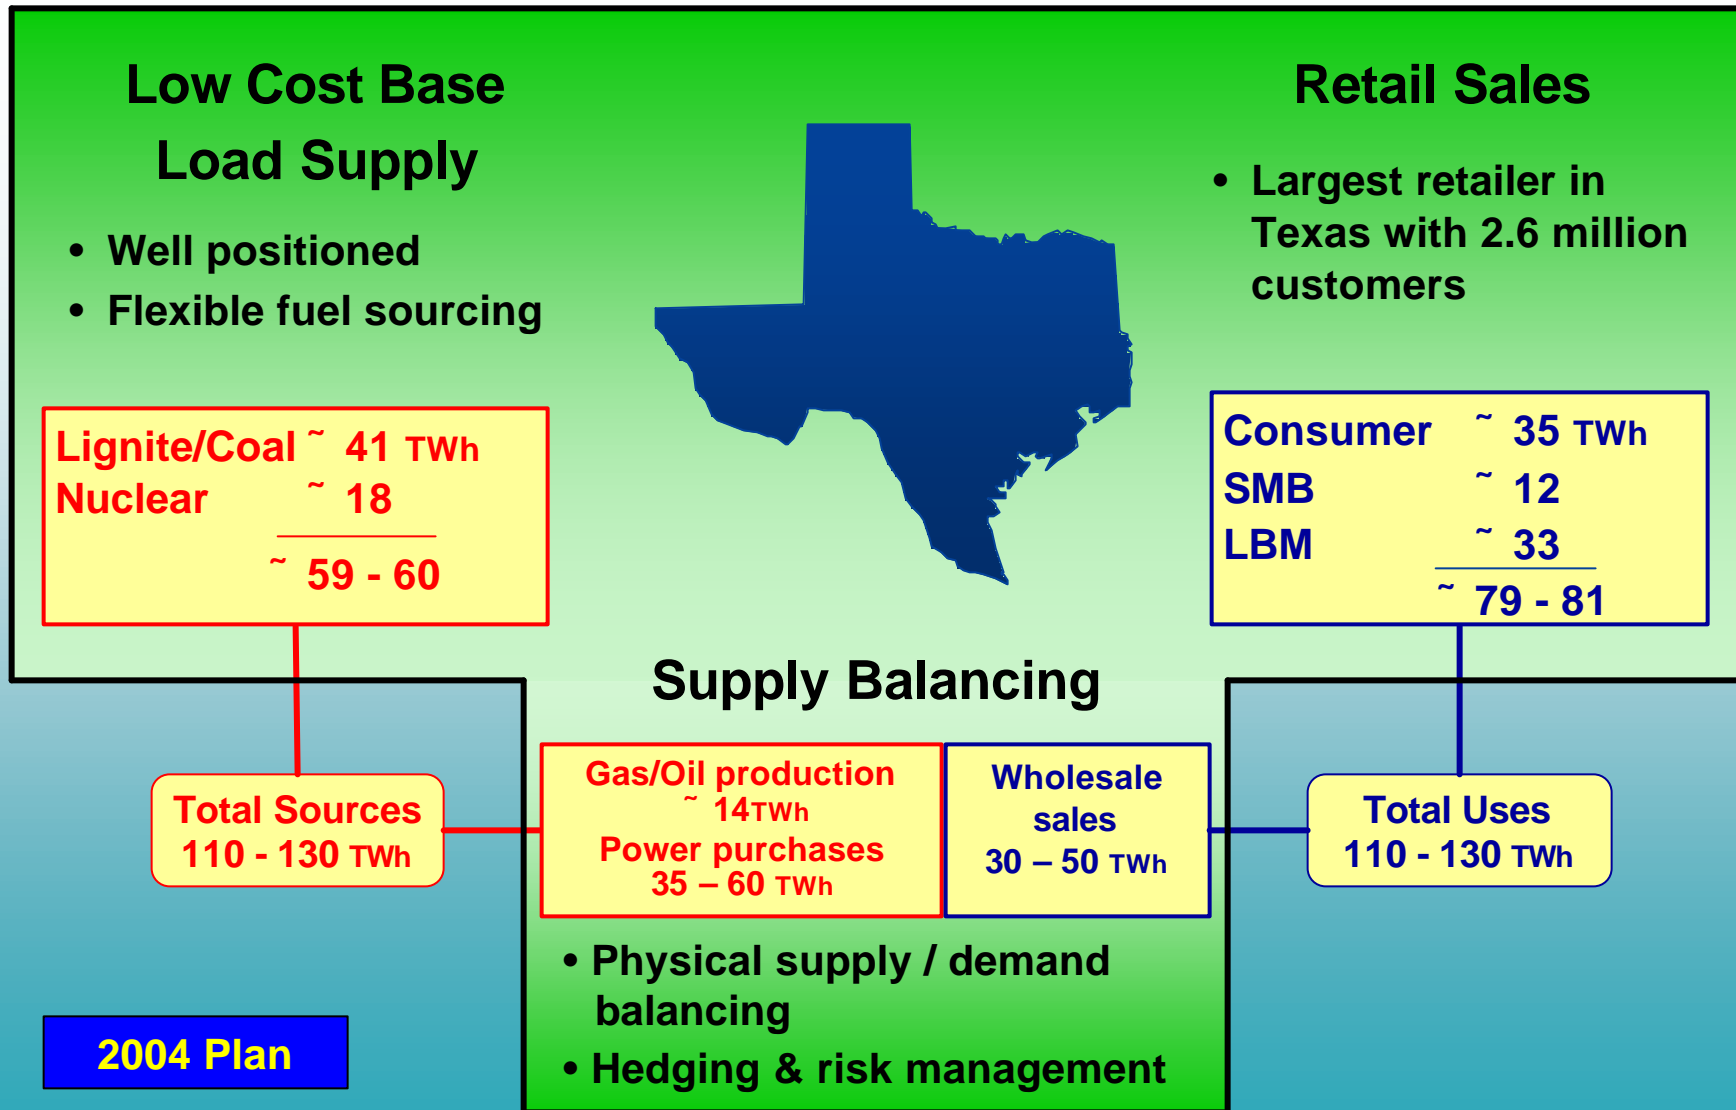 Low Cost Base
Load Supply
• Well positioned
• Flexible fuel sourcing
Lignite/Coal ~ 41 TWh
Nuclear ~ 18
~ 59 - 60
Retail Sales
• Largest retailer in
Texas with 2.6 million
customers
Consumer ~ 35 TWh
SMB ~ 12
LBM ~ 33
~ 79 - 81
Supply Balancing
Total Sources
110 - 130 TWh
Gas/Oil production
~ 14TWh
Power purchases
35 – 60 TWh
Wholesale
sales
30 – 50 TWh
Total Uses
110 - 130 TWh
• Physical supply / demand
balancing
• Hedging & risk management
2004 Plan